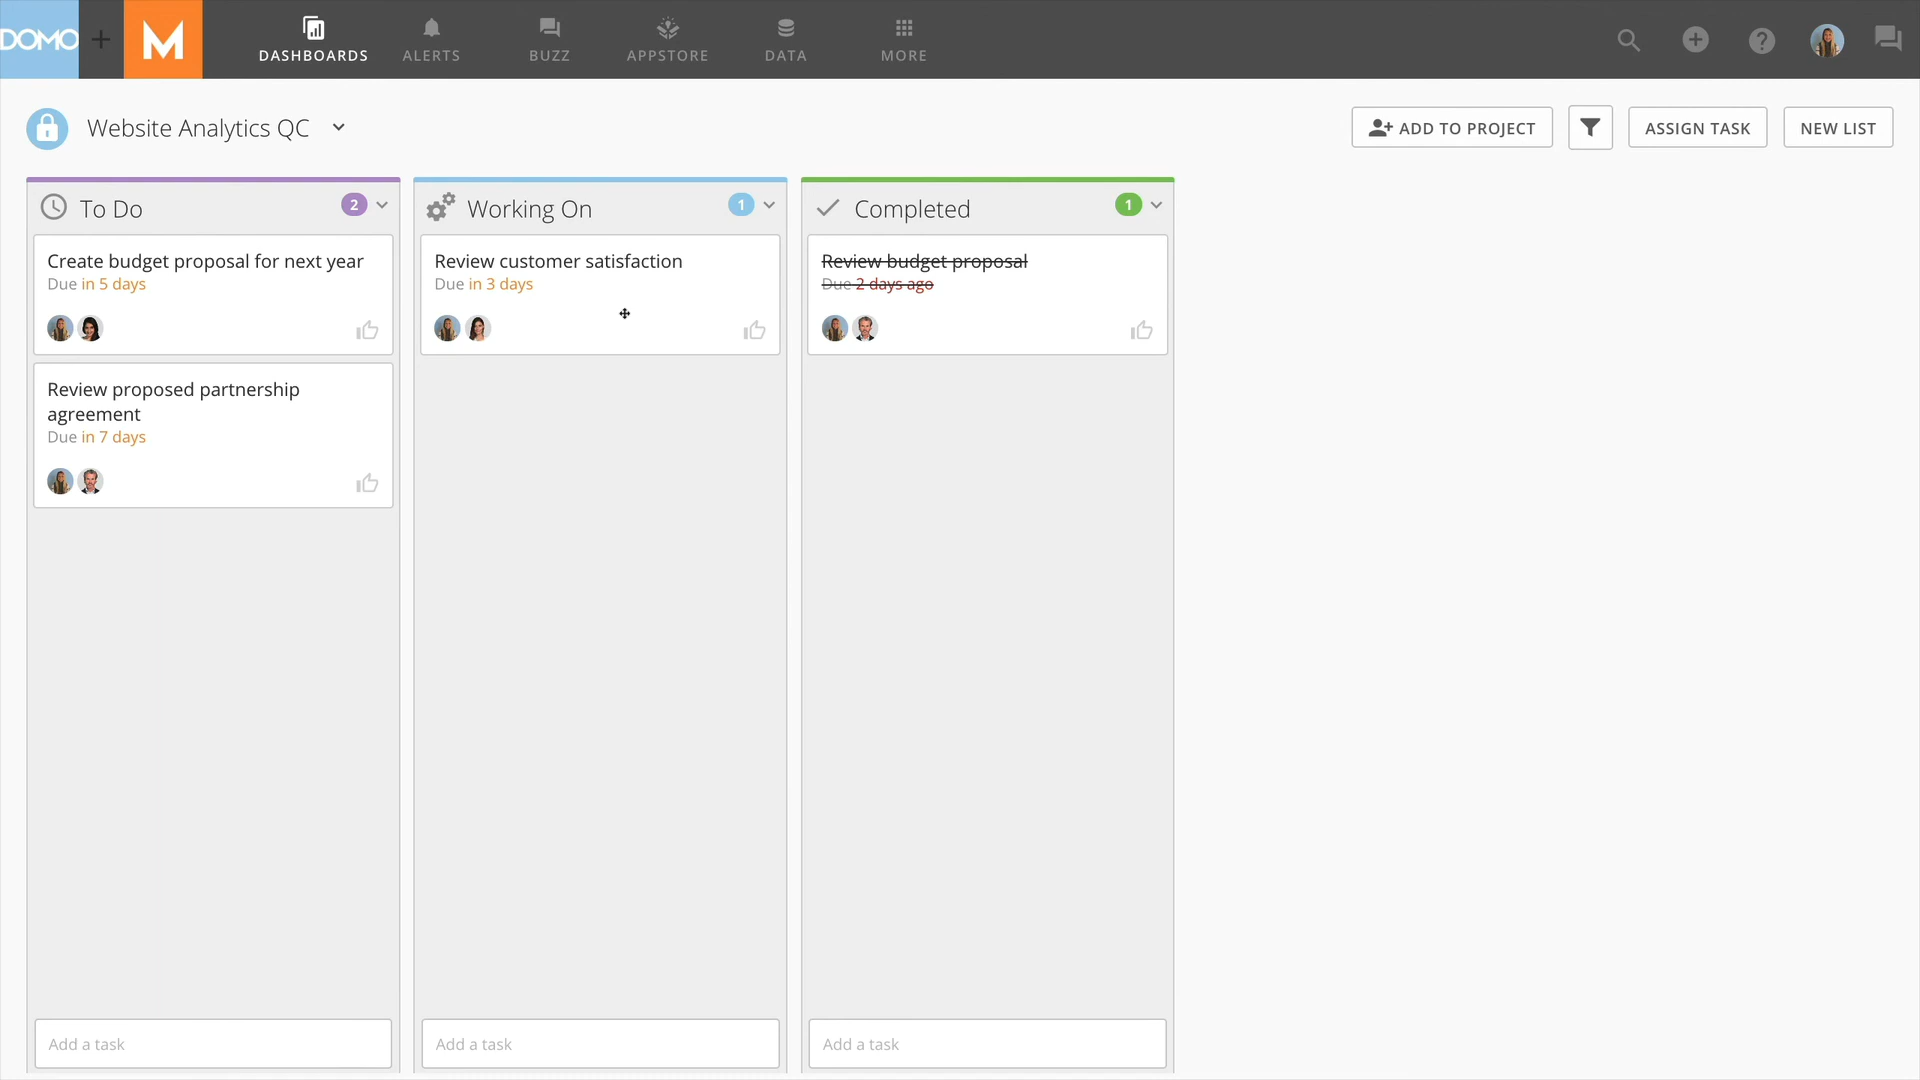 DOMO
M
DASHBOARDS
ALERTS
BUZZ
APPSTORE
DATA
MORE
Website Analytics QC
ADD TO PROJECT
ASSIGN TASK
NEW LIST
To Do
2
Create budget proposal for next year
Due in 5 days
Review proposed partnership
agreement
Due in 7 days
Add a task
Working On
1
Review customer satisfaction
Due in 3 days
Add a task
Completed
1
Review budget proposal
Due 2 days ago
Add a task